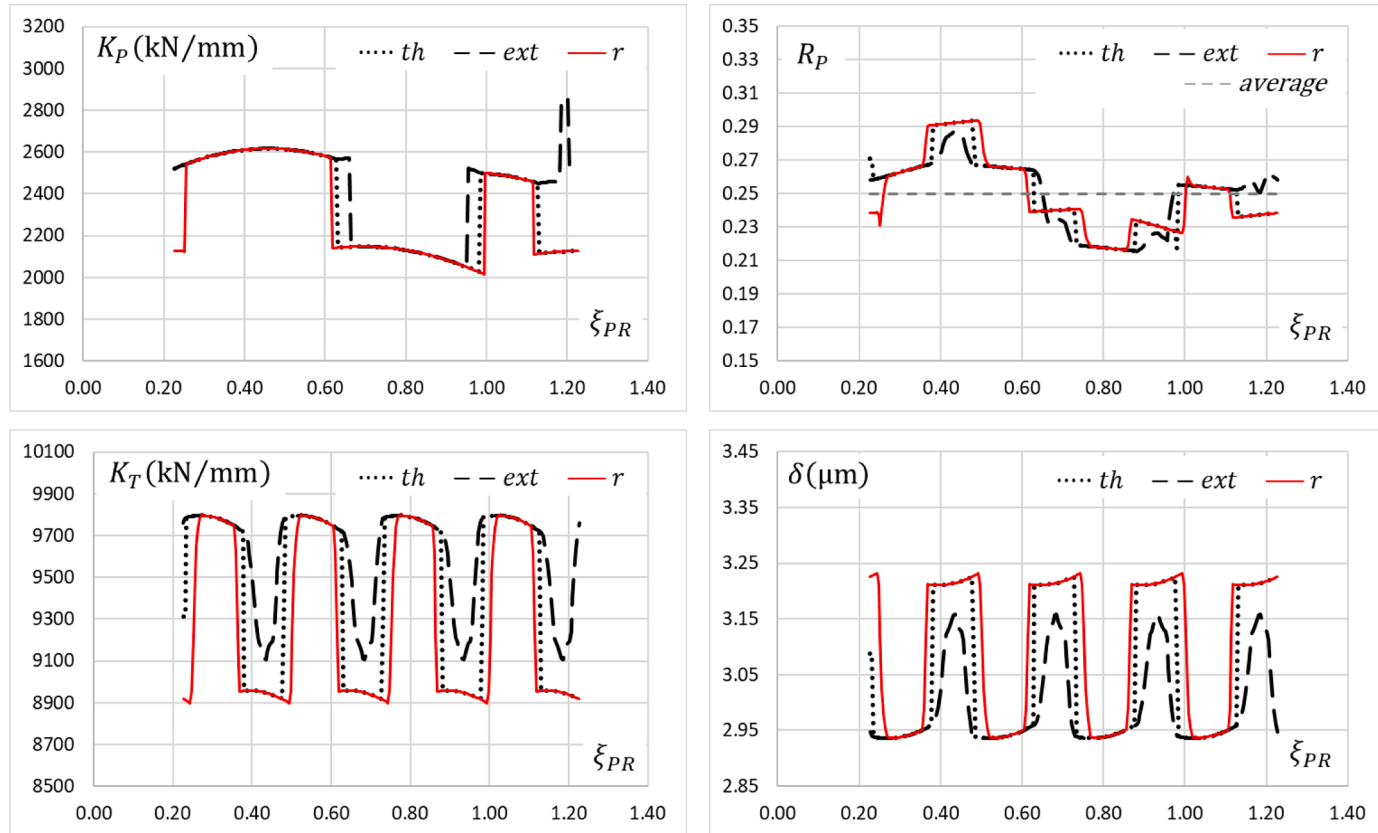 K_P (kN/mm)
th ext r
3200
3000
2800
2600
2400
2200
2000
1800
1600
ξ_PR
0.00 0.20 0.40 0.60 0.80 1.00 1.20 1.40
R_P
th ext r
average
0.35
0.33
0.31
0.29
0.27
0.25
0.23
0.21
0.19
0.17
0.15
ξ_PR
0.00 0.20 0.40 0.60 0.80 1.00 1.20 1.40
K_T (kN/mm)
th ext r
10100
9900
9700
9500
9300
9100
8900
8700
8500
ξ_PR
0.00 0.20 0.40 0.60 0.80 1.00 1.20 1.40
δ (μm)
th ext r
3.45
3.35
3.25
3.15
3.05
2.95
2.85
ξ_PR
0.00 0.20 0.40 0.60 0.80 1.00 1.20 1.40